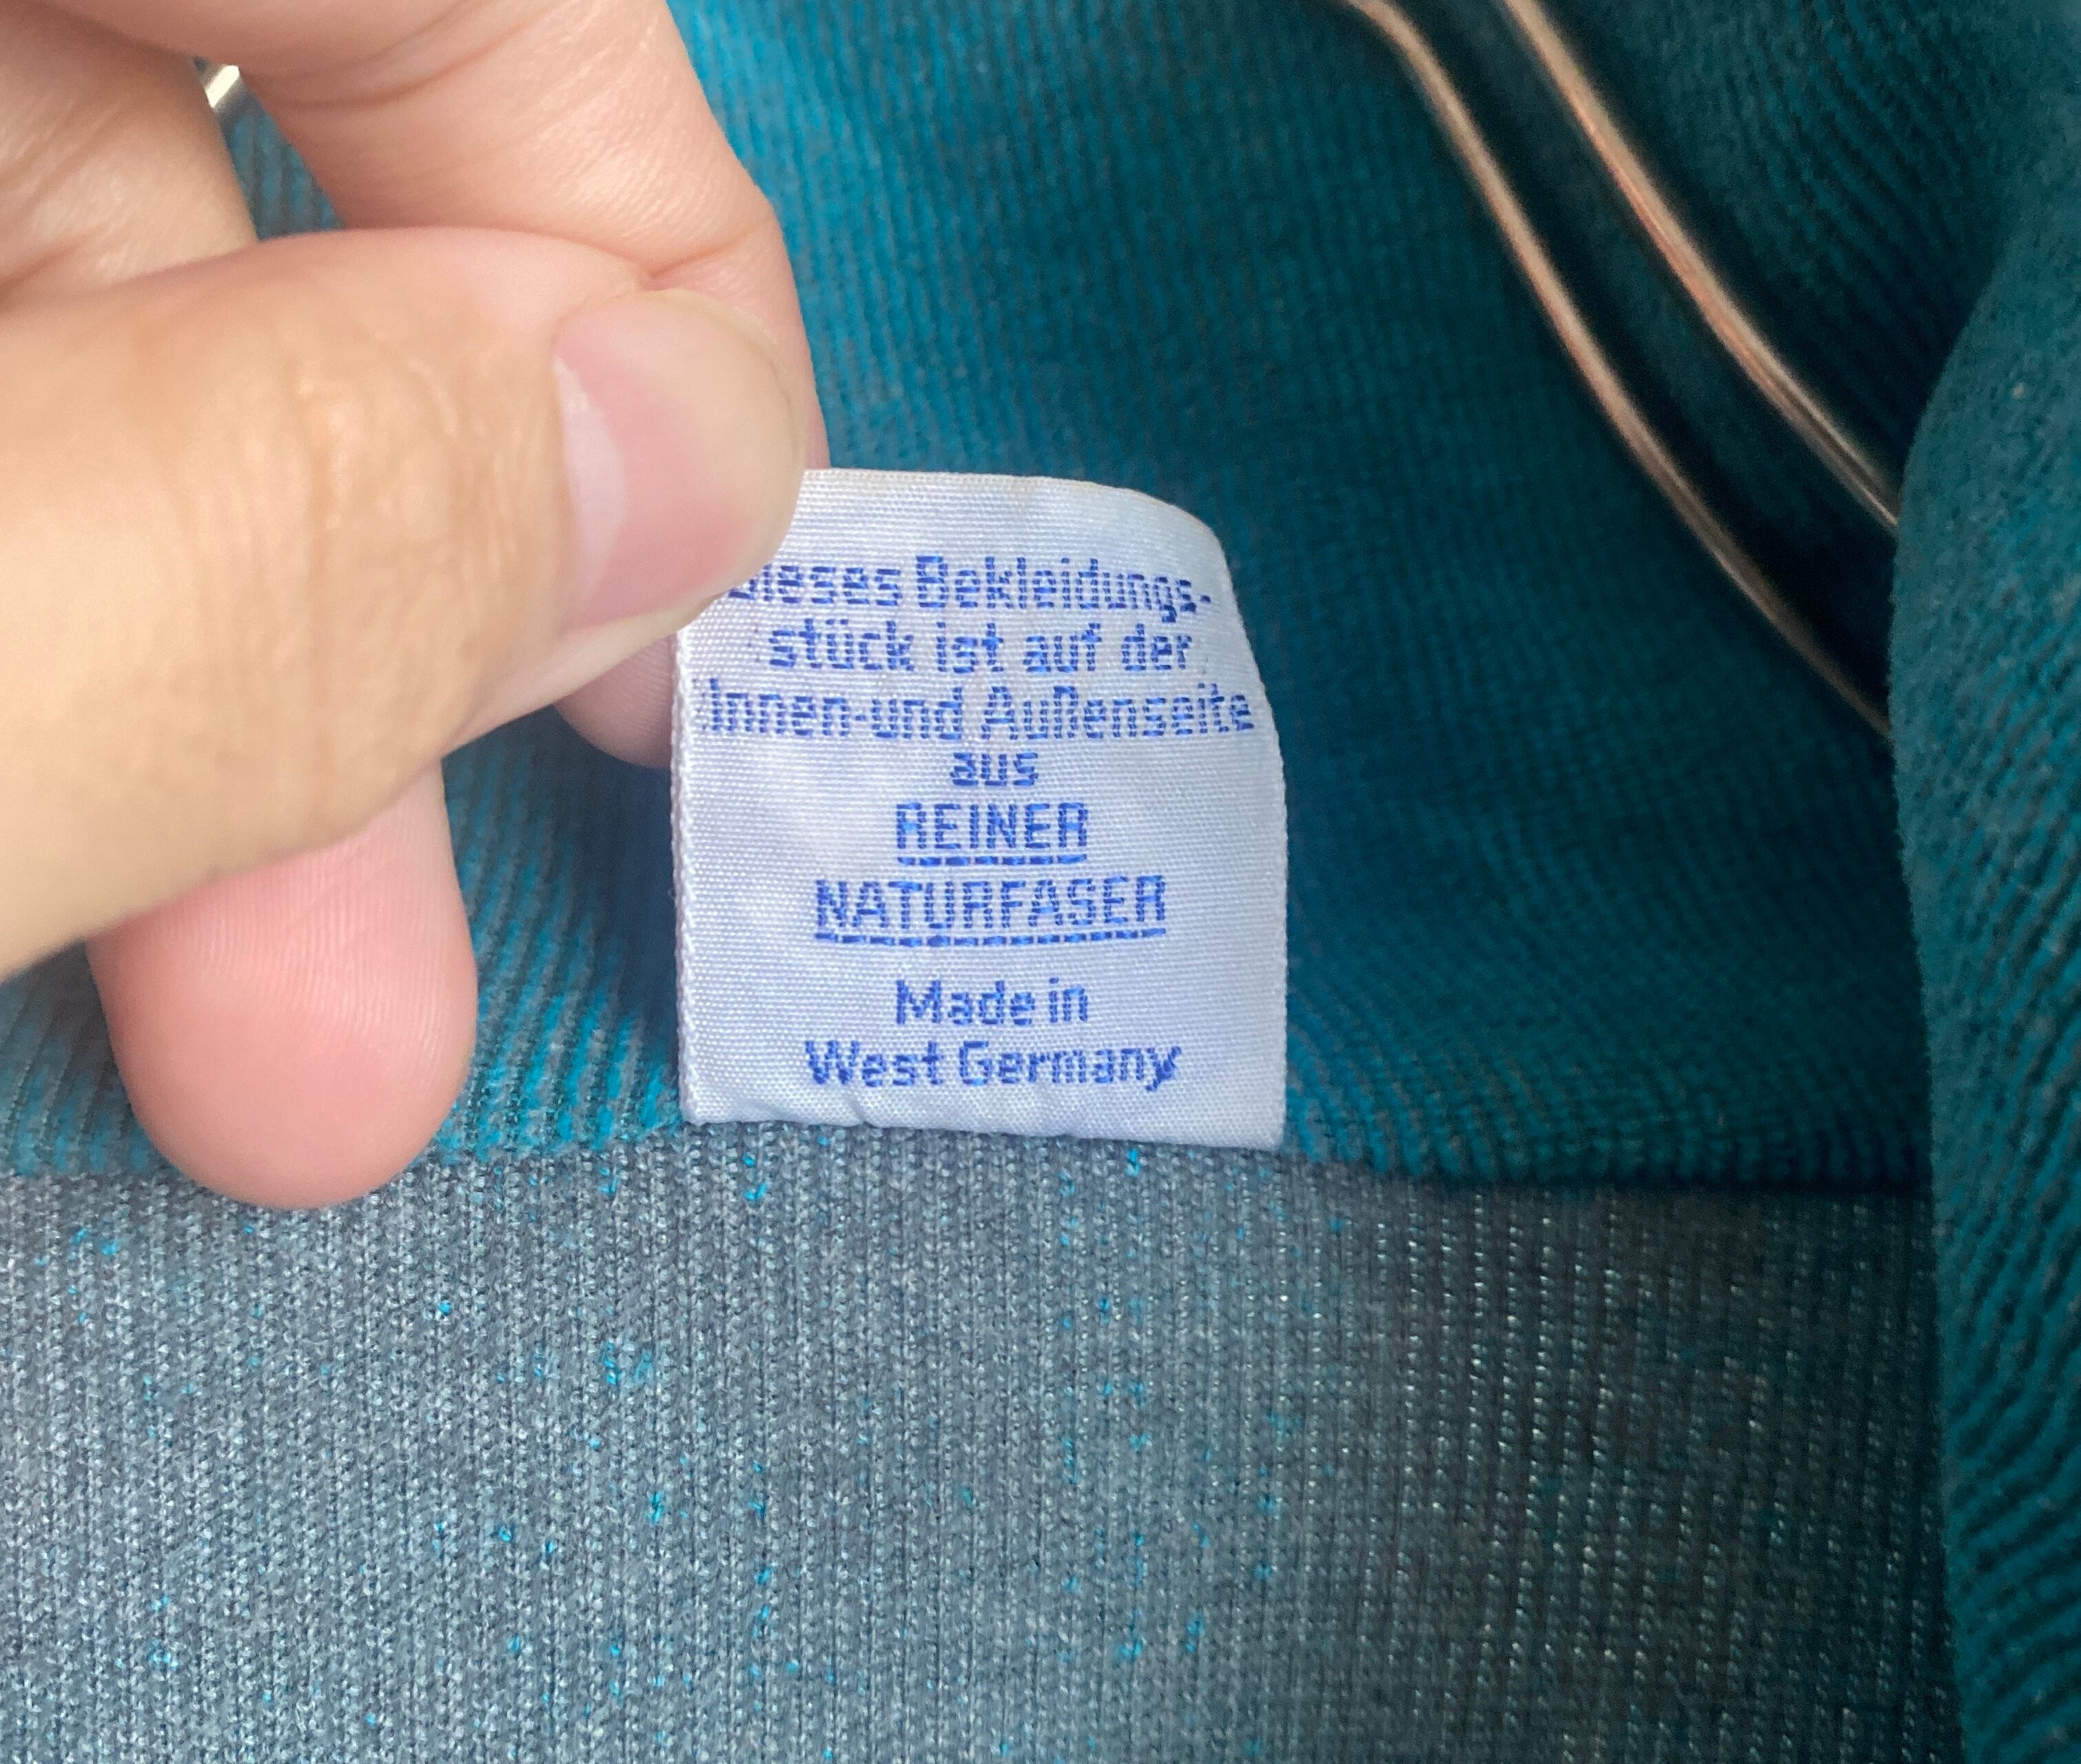 Dieses Bekleidungs-
stück ist auf der
Innen-und Außenseite
aus
REINER
NATURFASER
Made in
West Germany